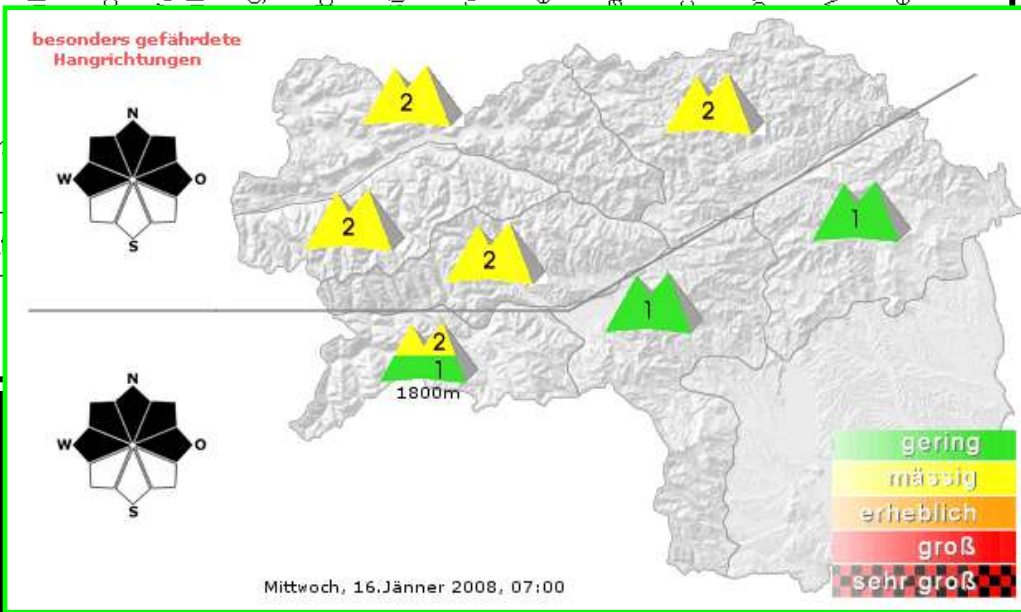 besonders gefährdete
Hangrichtungen
N
W O
S
2
2
2
2
1
1
2
1
1800m
N
W O
S
gering
mässig
erheblich
groß
sehr groß
Mittwoch, 16.Jänner 2008, 07:00